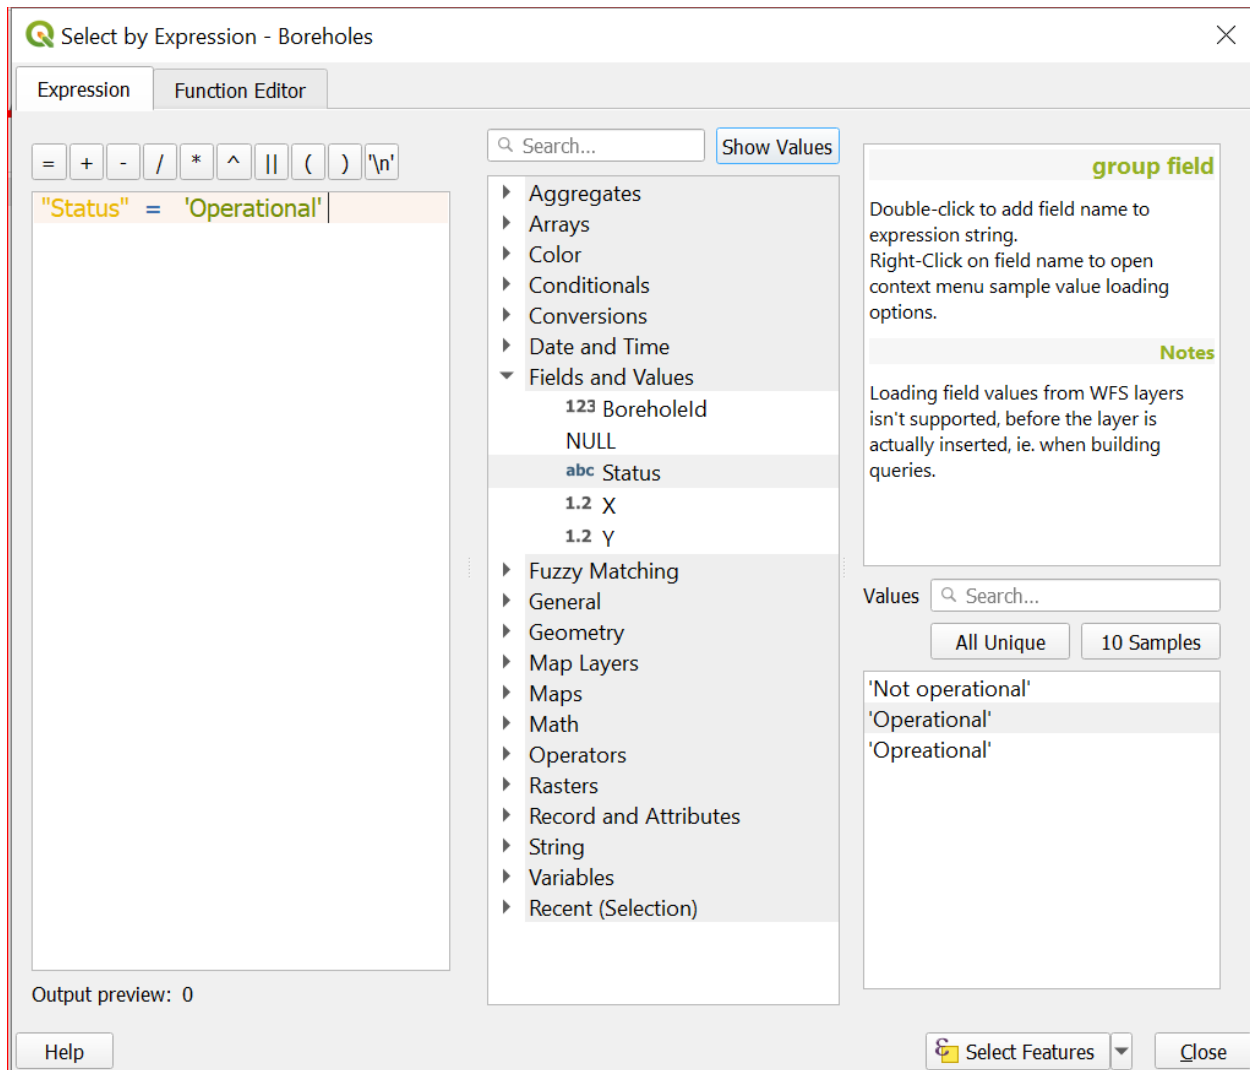 Select by Expression - Boreholes
Expression
Function Editor
= + - / * ^ || ( ) '\n'
"Status" = 'Operational'
Output preview: 0
Search...
Show Values
Aggregates
Arrays
Color
Conditionals
Conversions
Date and Time
Fields and Values
123 BoreholeId
NULL
abc Status
1.2 X
1.2 Y
Fuzzy Matching
General
Geometry
Map Layers
Maps
Math
Operators
Rasters
Record and Attributes
String
Variables
Recent (Selection)
group field
Double-click to add field name to
expression string.
Right-Click on field name to open
context menu sample value loading
options.
Notes
Loading field values from WFS layers
isn't supported, before the layer is
actually inserted, ie. when building
queries.
Values
Search...
All Unique
10 Samples
'Not operational'
'Operational'
'Opreational'
Help
ε Select Features
Close